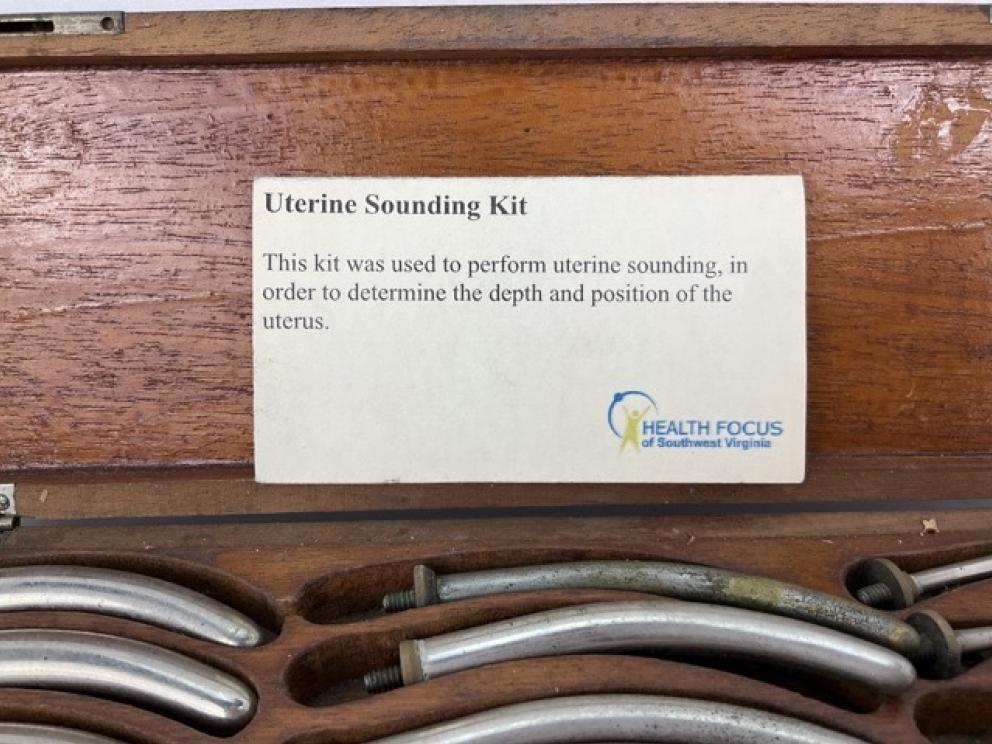 Uterine Sounding Kit
This kit was used to perform uterine sounding, in
order to determine the depth and position of the
uterus.
HEALTH FOCUS
of Southwest Virginia